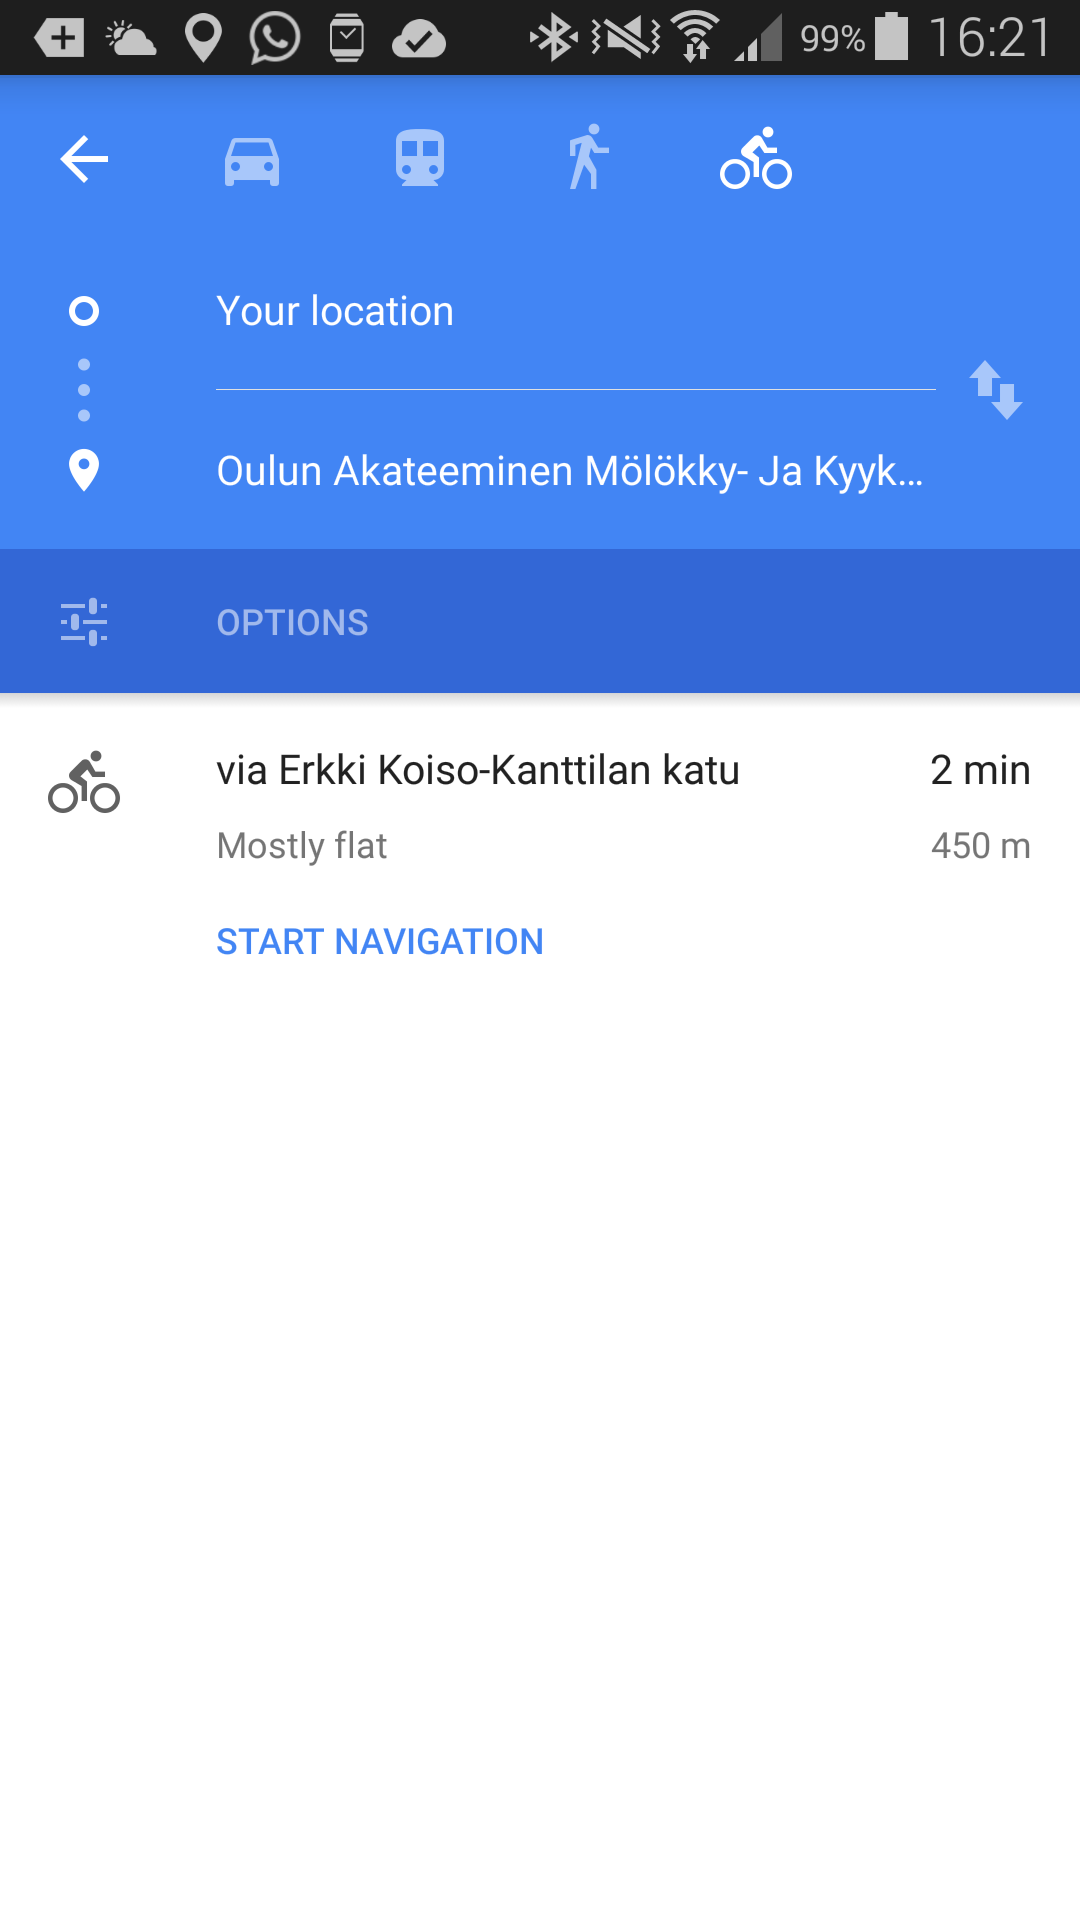 99% 16:21
Your location
Oulun Akateeminen Mölökky- Ja Kyyk...
OPTIONS
via Erkki Koiso-Kanttilan katu 2 min
Mostly flat 450 m
START NAVIGATION